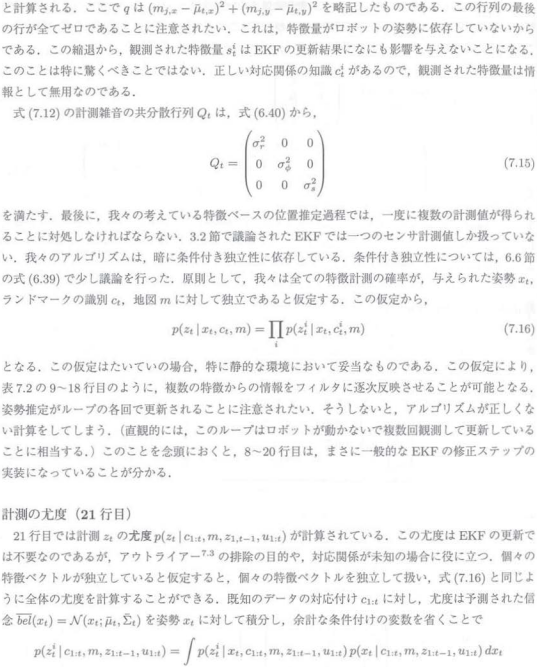 と計算される．ここで q は (m_{j,x} − μ̄_{t,x})² + (m_{j,y} − μ̄_{t,y})² を略記したものである．この行列の最後
の行が全てゼロであることに注意されたい．これは，特徴量がロボットの姿勢に依存していないから
である．この縮退から，観測された特徴量 s_t^i は EKF の更新結果になにも影響を与えないことになる．
このことは特に驚くべきことではない．正しい対応関係の知識 c_t^i があるので，観測された特徴量は情
報として無用なのである．
式 (7.12) の計測雑音の共分散行列 Q_t は，式 (6.40) から，
Q_t = ( σ_r² 0 0
0 σ_ϕ² 0
0 0 σ_s² ) (7.15)
を満たす．最後に，我々の考えている特徴ベースの位置推定過程では，一度に複数の計測値が得られ
ることに対処しなければならない．3.2 節で議論された EKF では一つのセンサ計測値しか扱っていな
い．我々のアルゴリズムは，暗に条件付き独立性に依存している．条件付き独立性については，6.6 節
の式 (6.39) で少し議論を行った．原則として，我々は全ての特徴計測の確率が，与えられた姿勢 x_t，
ランドマークの識別 c_t，地図 m に対して独立であると仮定する．この仮定から，
p(z_t | x_t, c_t, m) = ∏_i p(z_t^i | x_t, c_t^i, m) (7.16)
となる．この仮定はたいていの場合，特に静的な環境において妥当なものである．この仮定により，
表 7.2 の 9〜18 行目のように，複数の特徴からの情報をフィルタに逐次反映させることが可能となる．
姿勢推定がループの各回で更新されることに注意されたい．そうしないと，アルゴリズムが正しくな
い計算をしてしまう．（直観的には，このループはロボットが動かないで複数回観測して更新している
ことに相当する．）このことを念頭におくと，8〜20 行目は，まさに一般的な EKF の修正ステップの
実装になっていることが分かる．
計測の尤度（21 行目）
21 行目では計測 z_t の尤度 p(z_t | c_{1:t}, m, z_{1,t−1}, u_{1:t}) が計算されている．この尤度は EKF の更新で
は不要なのであるが，アウトライアー^{7.3} の排除の目的や，対応関係が未知の場合に役に立つ．個々の
特徴ベクトルが独立していると仮定すると，個々の特徴ベクトルを独立して扱い，式 (7.16) と同じよ
うに全体の尤度を計算することができる．既知のデータの対応付け c_{1:t} に対し，尤度は予測された信
念 \overline{bel}(x_t) = N(x_t; μ̄_t, Σ̄_t) を姿勢 x_t に対して積分し，余計な条件付けの変数を省くことで
p(z_t^i | c_{1:t}, m, z_{1:t−1}, u_{1:t}) = ∫ p(z_t^i | x_t, c_{1:t}, m, z_{1:t−1}, u_{1:t}) p(x_t | c_{1:t}, m, z_{1:t−1}, u_{1:t}) dx_t